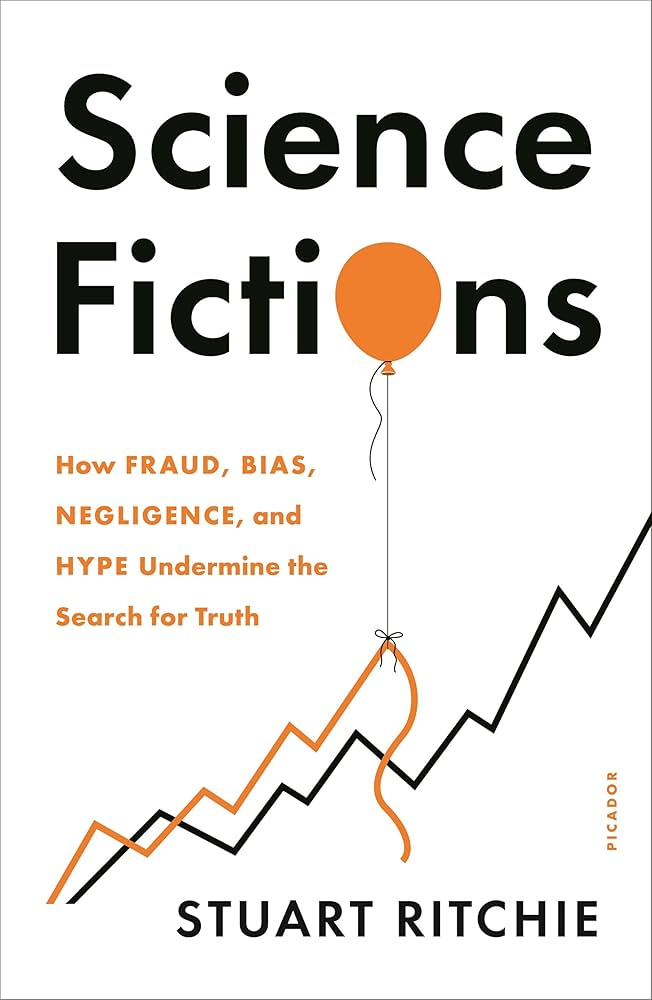 Science
Fictions
How FRAUD, BIAS,
NEGLIGENCE, and
HYPE Undermine the
Search for Truth
PICADOR
STUART RITCHIE